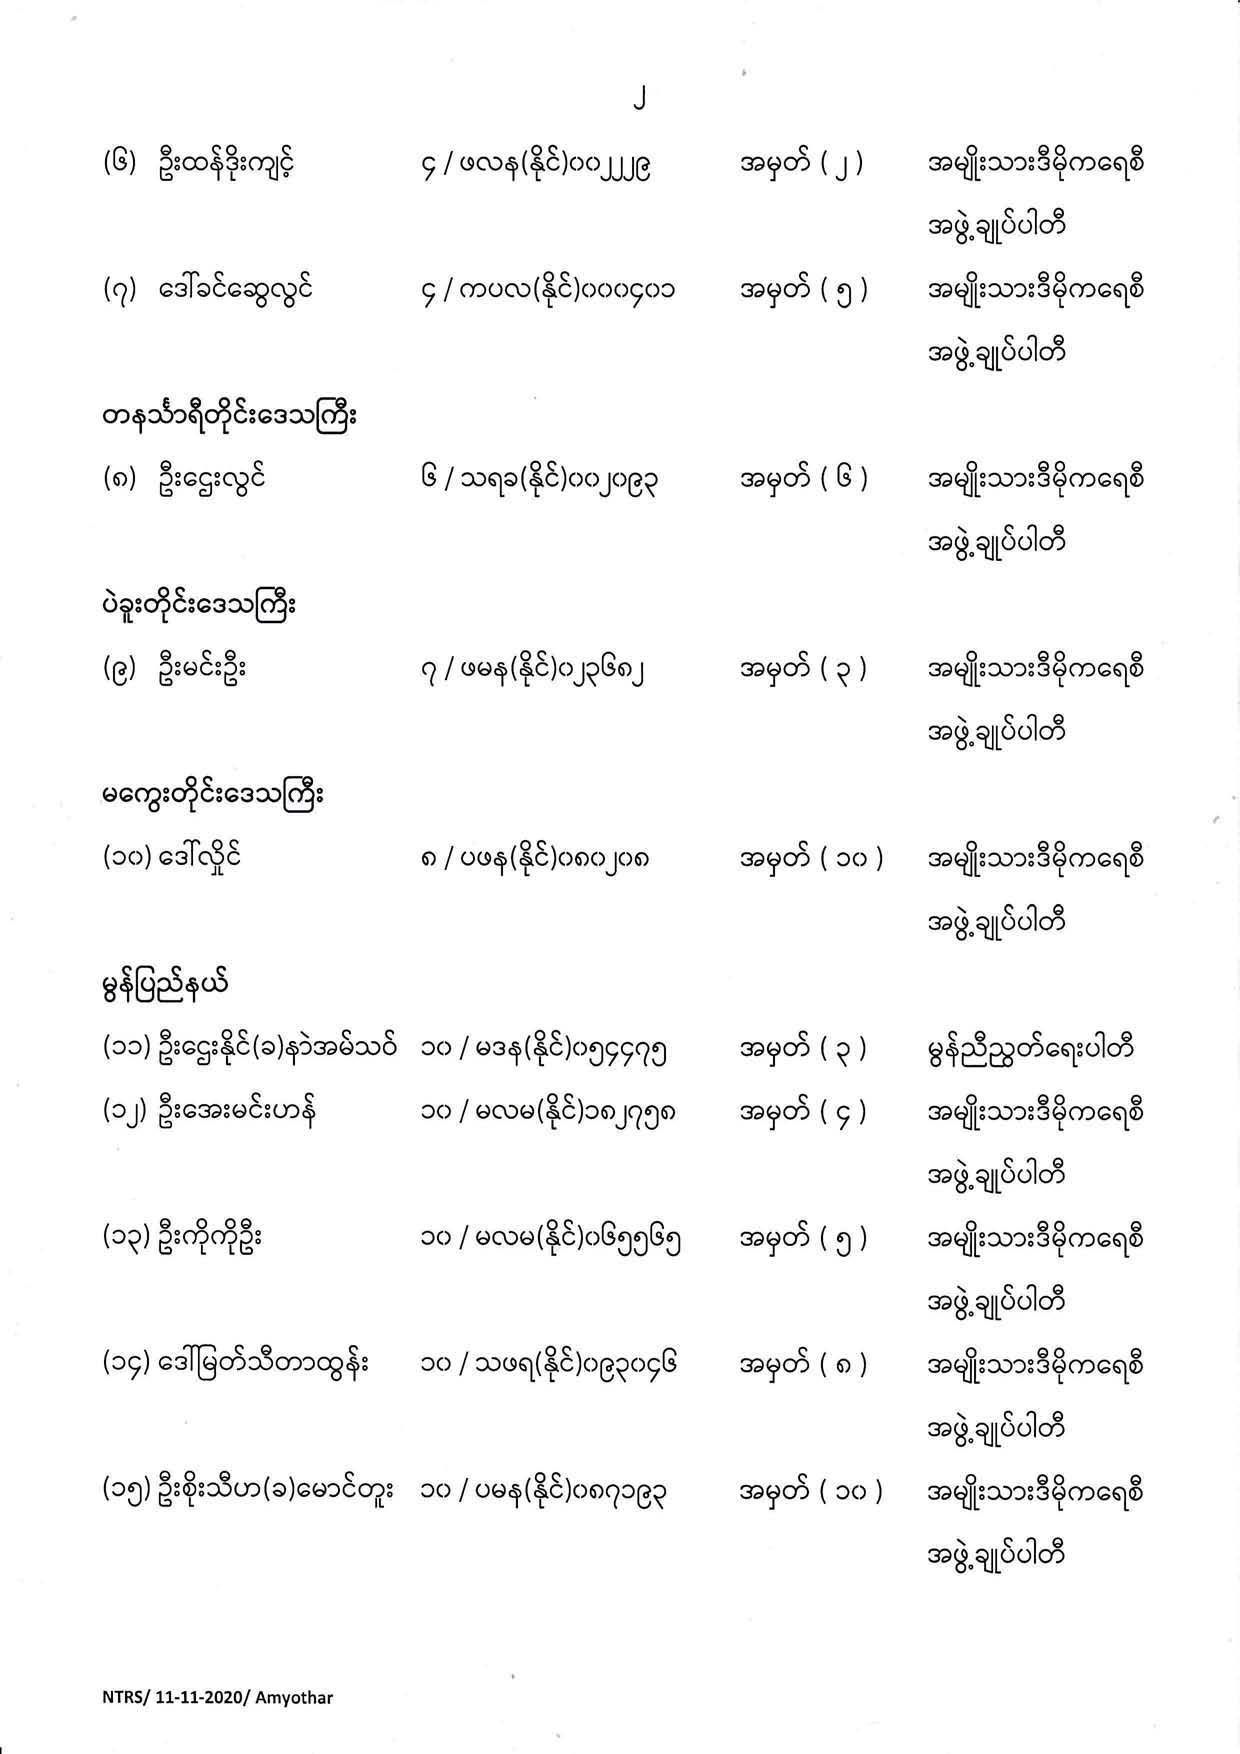 ၂
(၆) ဦးထန်ဒိုးကျင့် ၄ / ဖလန(နိုင်)၀၀၂၂၂၉ အမှတ် ( ၂ ) အမျိုးသားဒီမိုကရေစီ
အဖွဲ့ချုပ်ပါတီ
(၇) ဒေါ်ခင်ဆွေလွင် ၄ / ကပလ(နိုင်)၀၀၀၄၀၁ အမှတ် ( ၅ ) အမျိုးသားဒီမိုကရေစီ
အဖွဲ့ချုပ်ပါတီ
တနင်္သာရီတိုင်းဒေသကြီး
(၈) ဦးဌေးလွင် ၆ / သရခ(နိုင်)၀၀၂၀၉၃ အမှတ် ( ၆ ) အမျိုးသားဒီမိုကရေစီ
အဖွဲ့ချုပ်ပါတီ
ပဲခူးတိုင်းဒေသကြီး
(၉) ဦးမင်းဦး ၇ / ဖမန(နိုင်)၀၂၃၆၈၂ အမှတ် ( ၃ ) အမျိုးသားဒီမိုကရေစီ
အဖွဲ့ချုပ်ပါတီ
မကွေးတိုင်းဒေသကြီး
(၁၀) ဒေါ်လှိုင် ၈ / ပဖန(နိုင်)၀၈၀၂၀၈ အမှတ် ( ၁၀ ) အမျိုးသားဒီမိုကရေစီ
အဖွဲ့ချုပ်ပါတီ
မွန်ပြည်နယ်
(၁၁) ဦးဌေးနိုင်(ခ)နာဲအမ်သဝ် ၁၀ / မဒန(နိုင်)၀၅၄၄၇၅ အမှတ် ( ၃ ) မွန်ညီညွတ်ရေးပါတီ
(၁၂) ဦးအေးမင်းဟန် ၁၀ / မလမ(နိုင်)၁၈၂၇၅၈ အမှတ် ( ၄ ) အမျိုးသားဒီမိုကရေစီ
အဖွဲ့ချုပ်ပါတီ
(၁၃) ဦးကိုကိုဦး ၁၀ / မလမ(နိုင်)၀၆၅၅၆၅ အမှတ် ( ၅ ) အမျိုးသားဒီမိုကရေစီ
အဖွဲ့ချုပ်ပါတီ
(၁၄) ဒေါ်မြတ်သီတာထွန်း ၁၀ / သဖရ(နိုင်)၀၉၃၀၄၆ အမှတ် ( ၈ ) အမျိုးသားဒီမိုကရေစီ
အဖွဲ့ချုပ်ပါတီ
(၁၅) ဦးစိုးသီဟ(ခ)မောင်တူး ၁၀ / ပမန(နိုင်)၀၈၇၁၉၃ အမှတ် ( ၁၀ ) အမျိုးသားဒီမိုကရေစီ
အဖွဲ့ချုပ်ပါတီ
NTRS/ 11-11-2020/ Amyothar